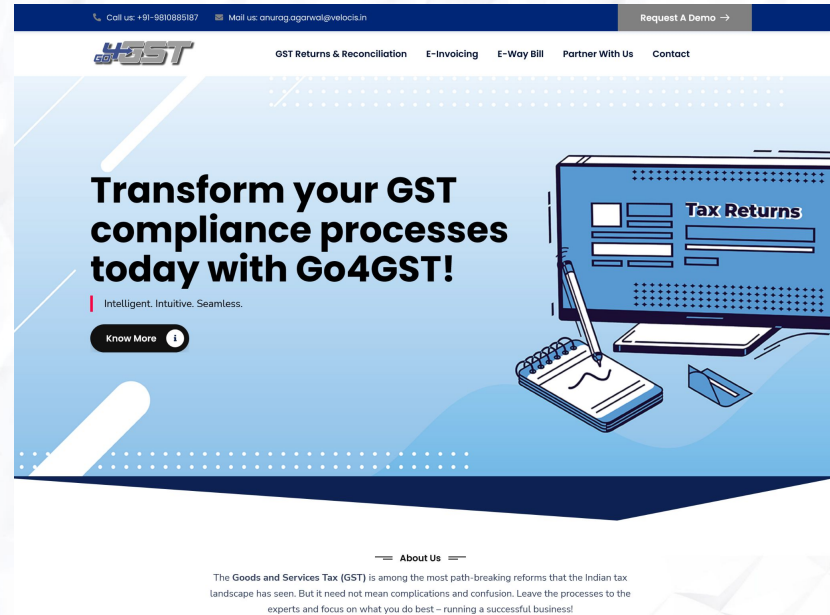 Call us: +91-9810885187 Mail us: anurag.agarwal@velocis.in Request A Demo →
GO4GST GST Returns & Reconciliation E-Invoicing E-Way Bill Partner With Us Contact
Transform your GST
compliance processes
today with Go4GST!
Intelligent. Intuitive. Seamless.
Know More i
Tax Returns
About Us
The Goods and Services Tax (GST) is among the most path-breaking reforms that the Indian tax
landscape has seen. But it need not mean complications and confusion. Leave the processes to the
experts and focus on what you do best – running a successful business!